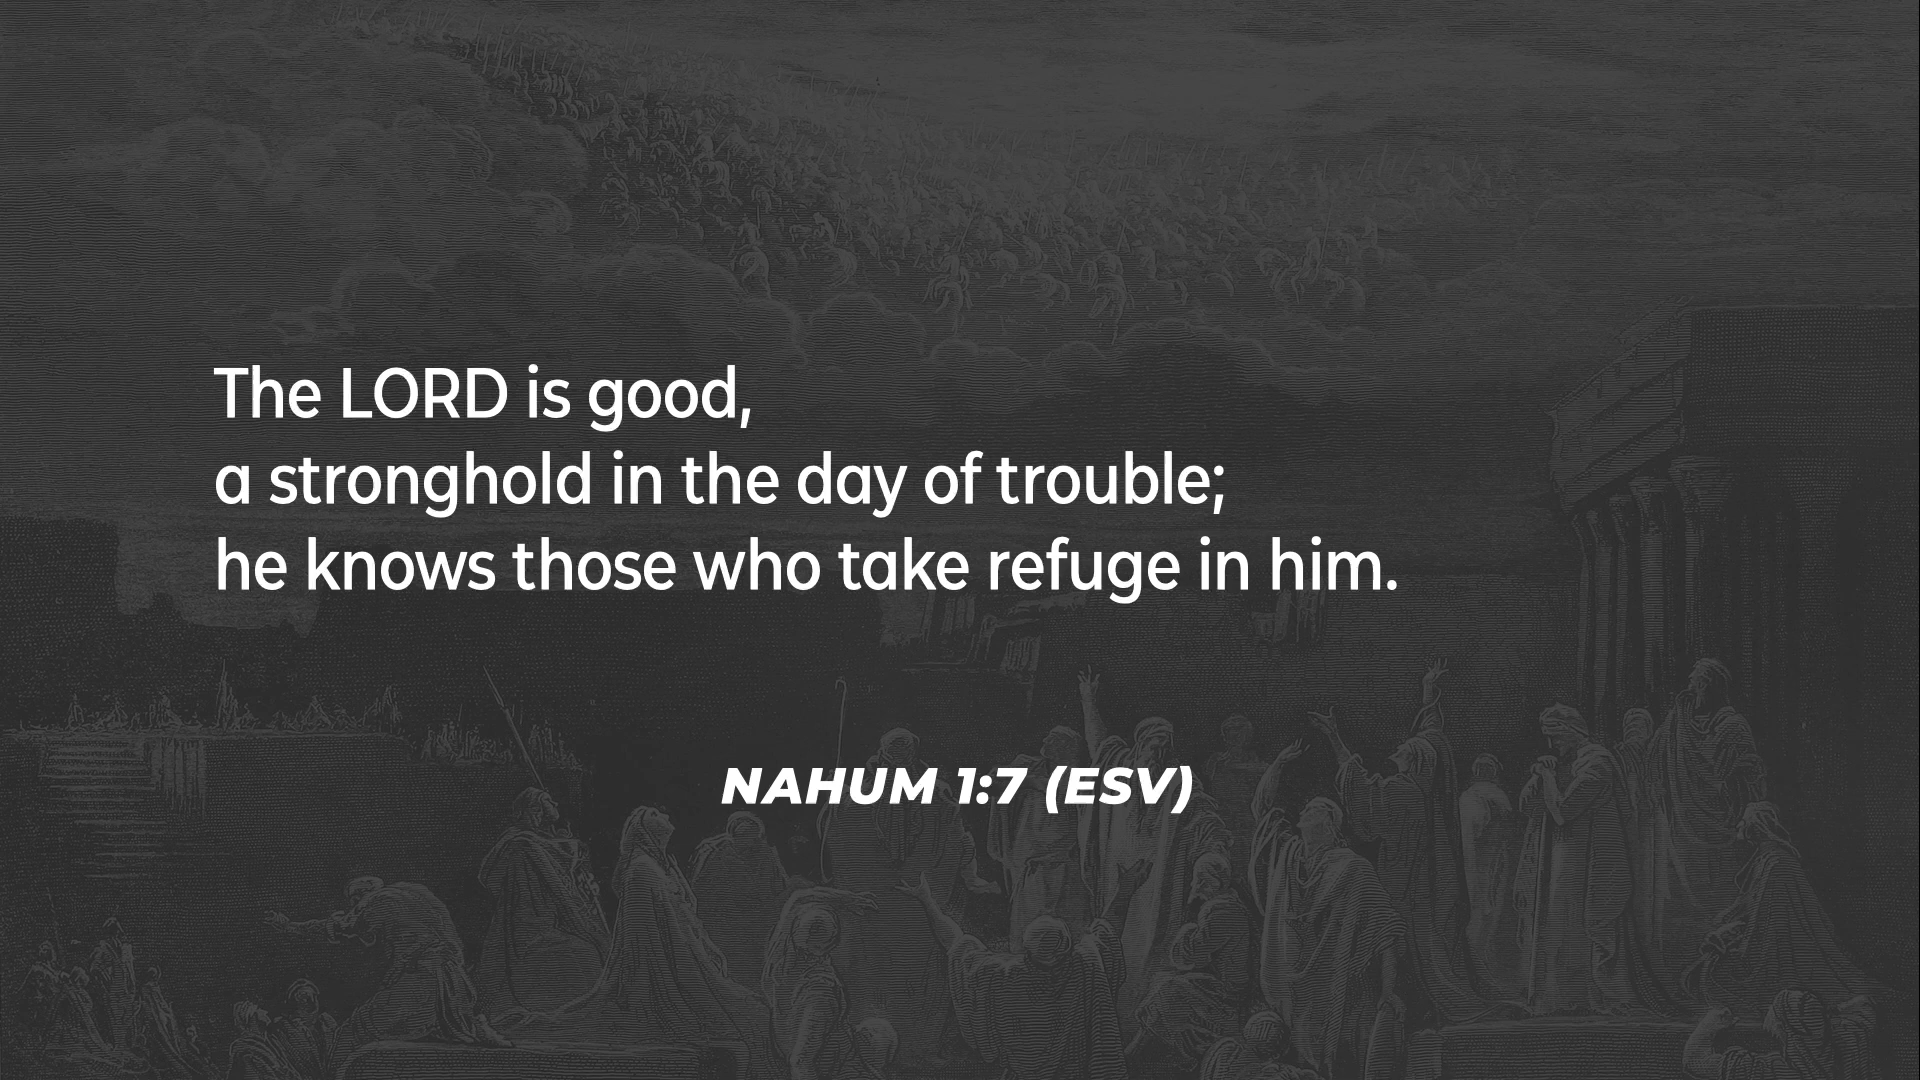 The LORD is good,
a stronghold in the day of trouble;
he knows those who take refuge in him.
NAHUM 1:7 (ESV)